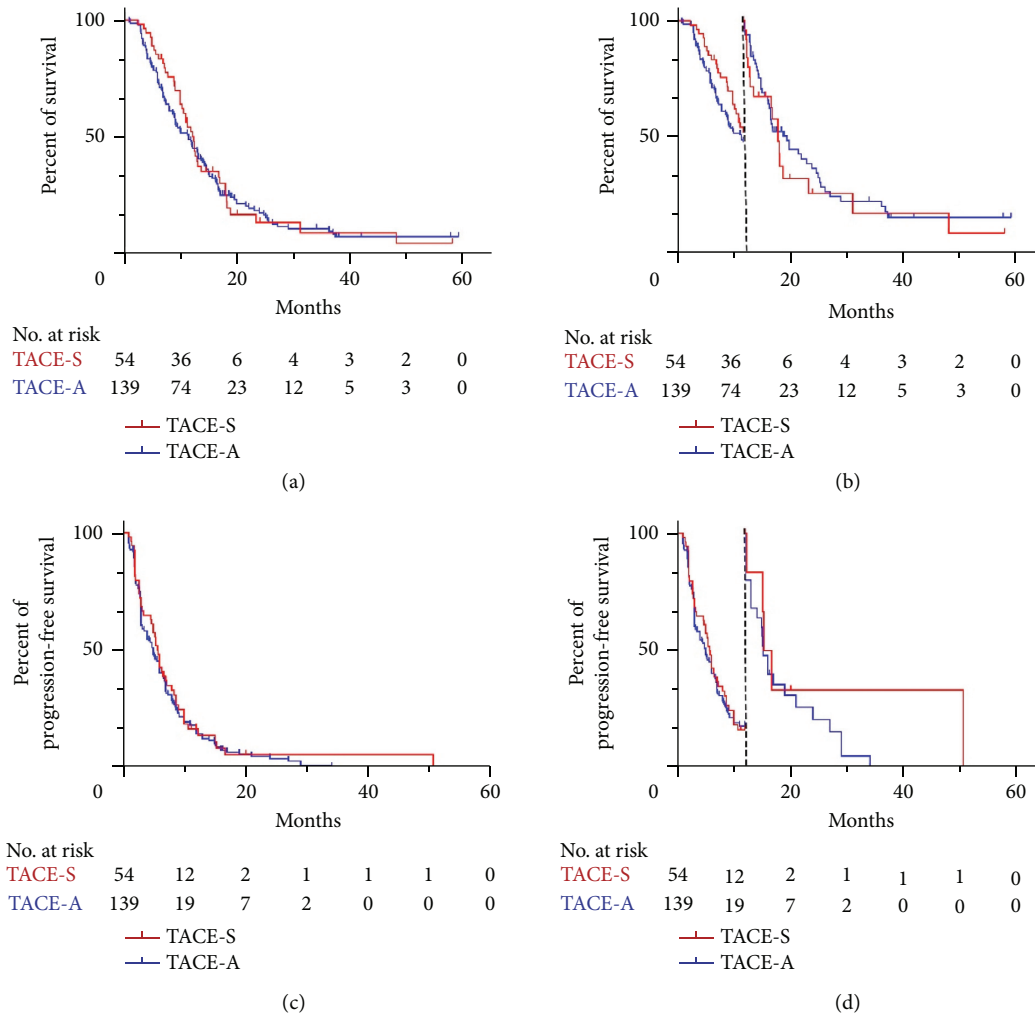 100
50
0
20
40
60
Percent of survival
Months
No. at risk
TACE-S 54 36 6 4 3 2 0
TACE-A 139 74 23 12 5 3 0
TACE-S
TACE-A
(a)
100
50
0
20
40
60
Percent of survival
Months
No. at risk
TACE-S 54 36 6 4 3 2 0
TACE-A 139 74 23 12 5 3 0
TACE-S
TACE-A
(b)
100
50
0
20
40
60
Percent of
progression-free survival
Months
No. at risk
TACE-S 54 12 2 1 1 1 0
TACE-A 139 19 7 2 0 0 0
TACE-S
TACE-A
(c)
100
50
0
20
40
60
Percent of
progression-free survival
Months
No. at risk
TACE-S 54 12 2 1 1 1 0
TACE-A 139 19 7 2 0 0 0
TACE-S
TACE-A
(d)